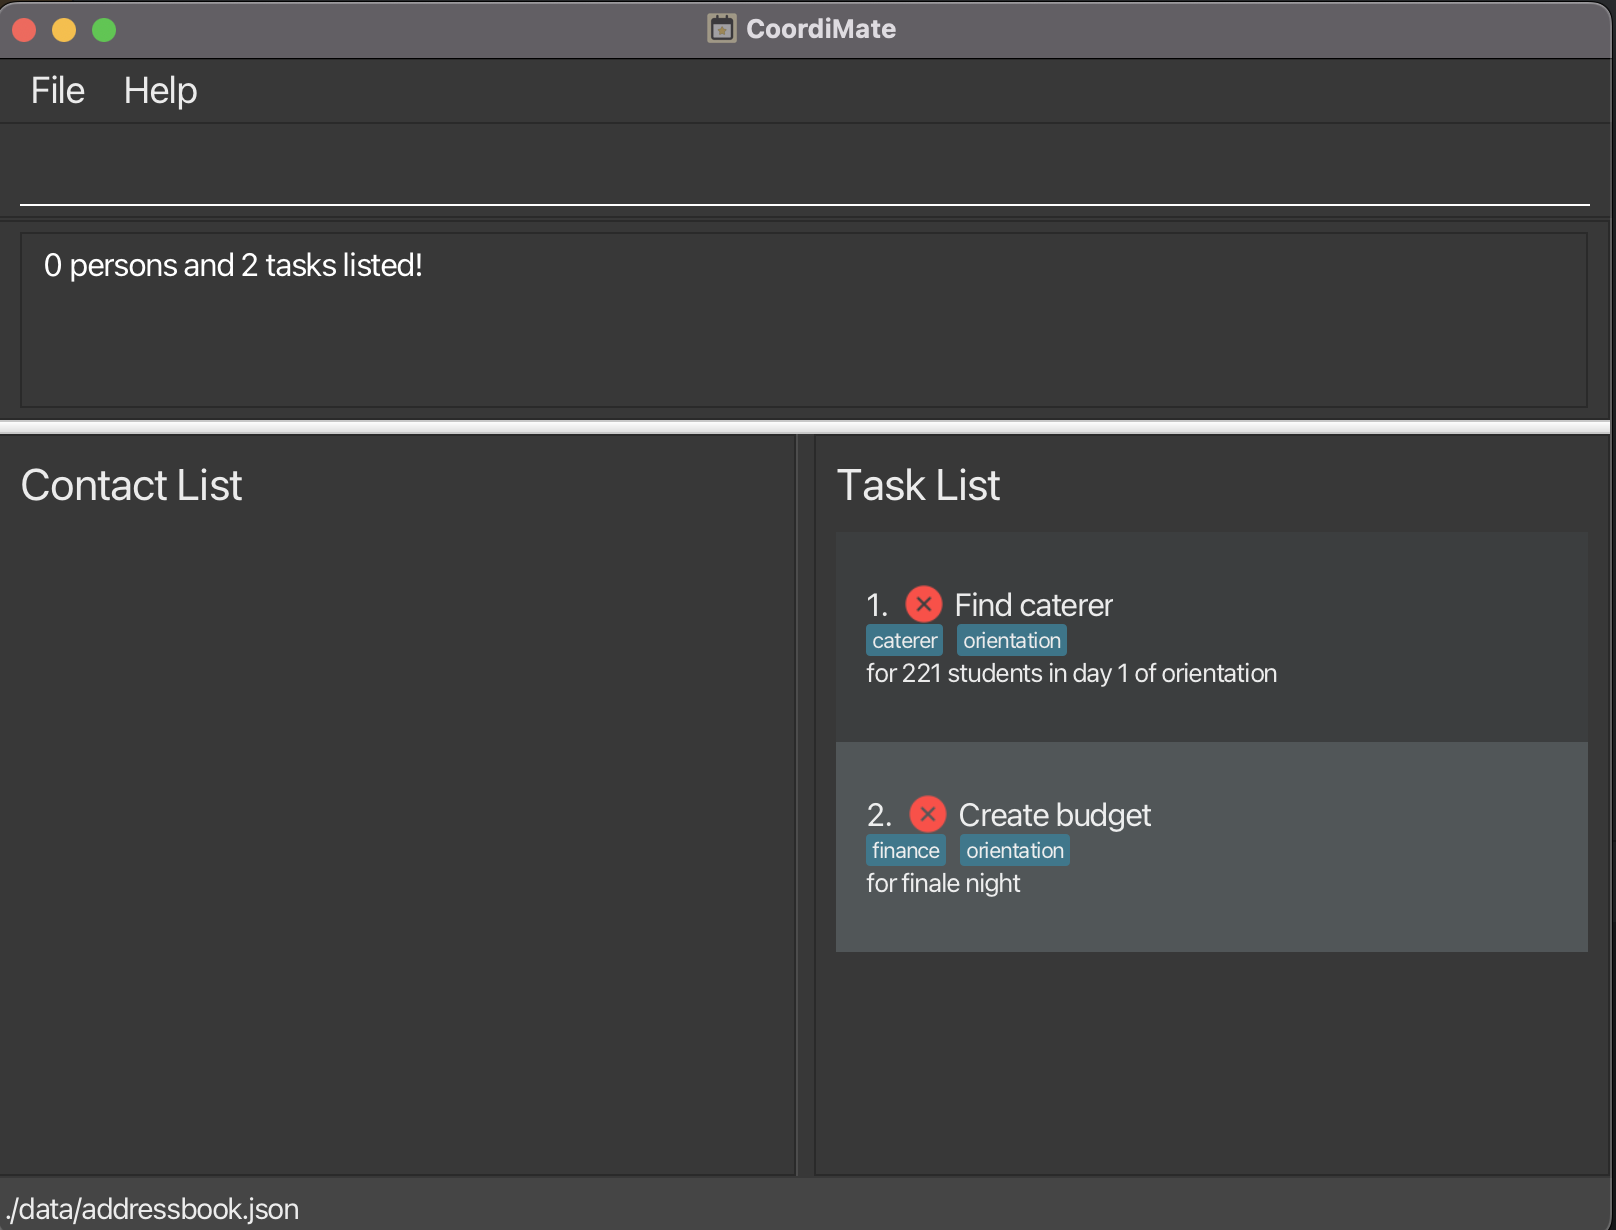 CoordiMate
File Help
0 persons and 2 tasks listed!
Contact List
Task List
1. Find caterer
caterer orientation
for 221 students in day 1 of orientation
2. Create budget
finance orientation
for finale night
./data/addressbook.json